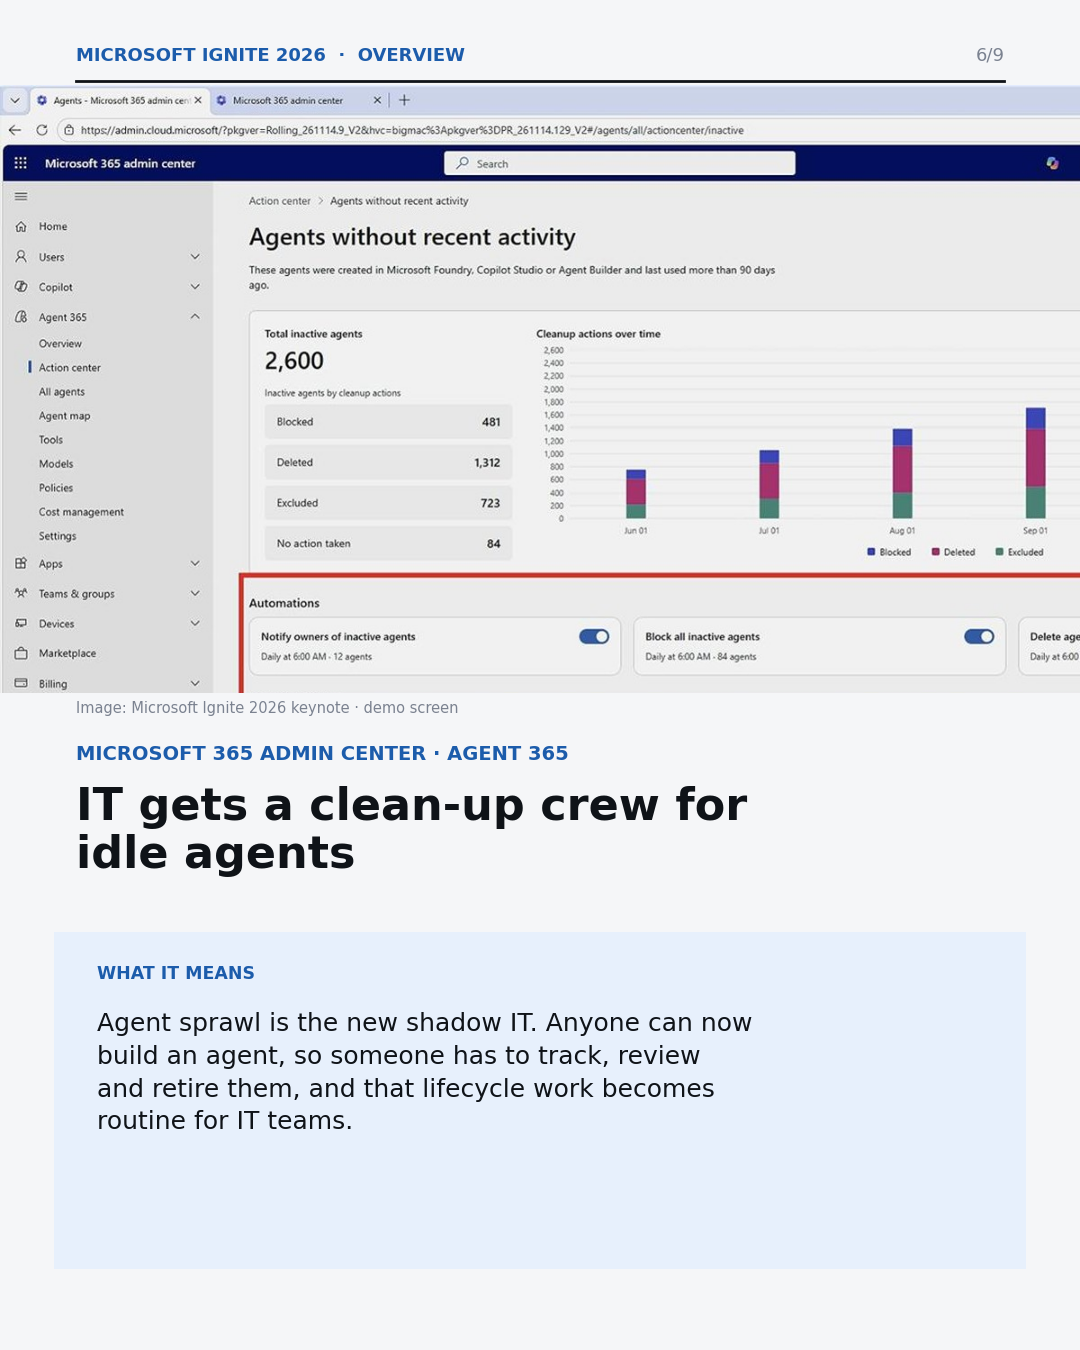 MICROSOFT IGNITE 2026 · OVERVIEW
6/9
Agents - Microsoft 365 admin cen
Microsoft 365 admin center
https://admin.cloud.microsoft/?pkgver=Rolling_261114.9_V2&hvc=bigmac%3Apkgver%3DPR_261114.129_V2#/agents/all/actioncenter/inactive
Microsoft 365 admin center
Search
Home
Users
Copilot
Agent 365
Overview
Action center
All agents
Agent map
Tools
Models
Policies
Cost management
Settings
Apps
Teams & groups
Devices
Marketplace
Billing
Action center > Agents without recent activity
Agents without recent activity
These agents were created in Microsoft Foundry, Copilot Studio or Agent Builder and last used more than 90 days
ago.
Total inactive agents
2,600
Inactive agents by cleanup actions
Blocked 481
Deleted 1,312
Excluded 723
No action taken 84
Cleanup actions over time
2,600
2,400
2,200
2,000
1,800
1,600
1,400
1,200
1,000
800
600
400
200
0
Jun 01 Jul 01 Aug 01 Sep 01
Blocked Deleted Excluded
Automations
Notify owners of inactive agents
Daily at 6:00 AM - 12 agents
Block all inactive agents
Daily at 6:00 AM - 84 agents
Delete age
Daily at 6:00
Image: Microsoft Ignite 2026 keynote · demo screen
MICROSOFT 365 ADMIN CENTER · AGENT 365
IT gets a clean-up crew for
idle agents
WHAT IT MEANS
Agent sprawl is the new shadow IT. Anyone can now
build an agent, so someone has to track, review
and retire them, and that lifecycle work becomes
routine for IT teams.